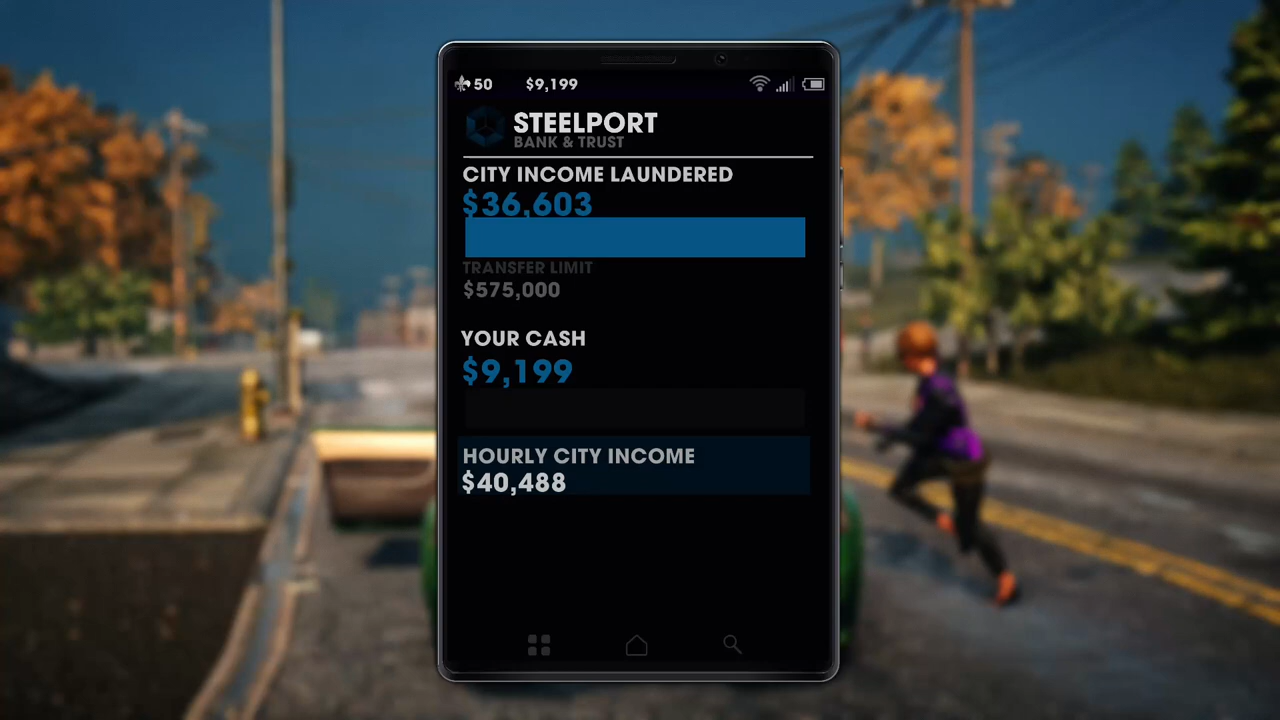 50 $9,199
STEELPORT
BANK & TRUST
CITY INCOME LAUNDERED
$36,603
TRANSFER LIMIT
$575,000
YOUR CASH
$9,199
HOURLY CITY INCOME
$40,488